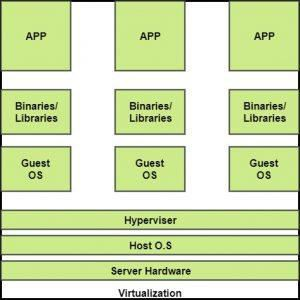 APP APP APP
Binaries/ Binaries/ Binaries/
Libraries Libraries Libraries
Guest Guest Guest
OS OS OS
Hyperviser
Host O.S
Server Hardware
Virtualization